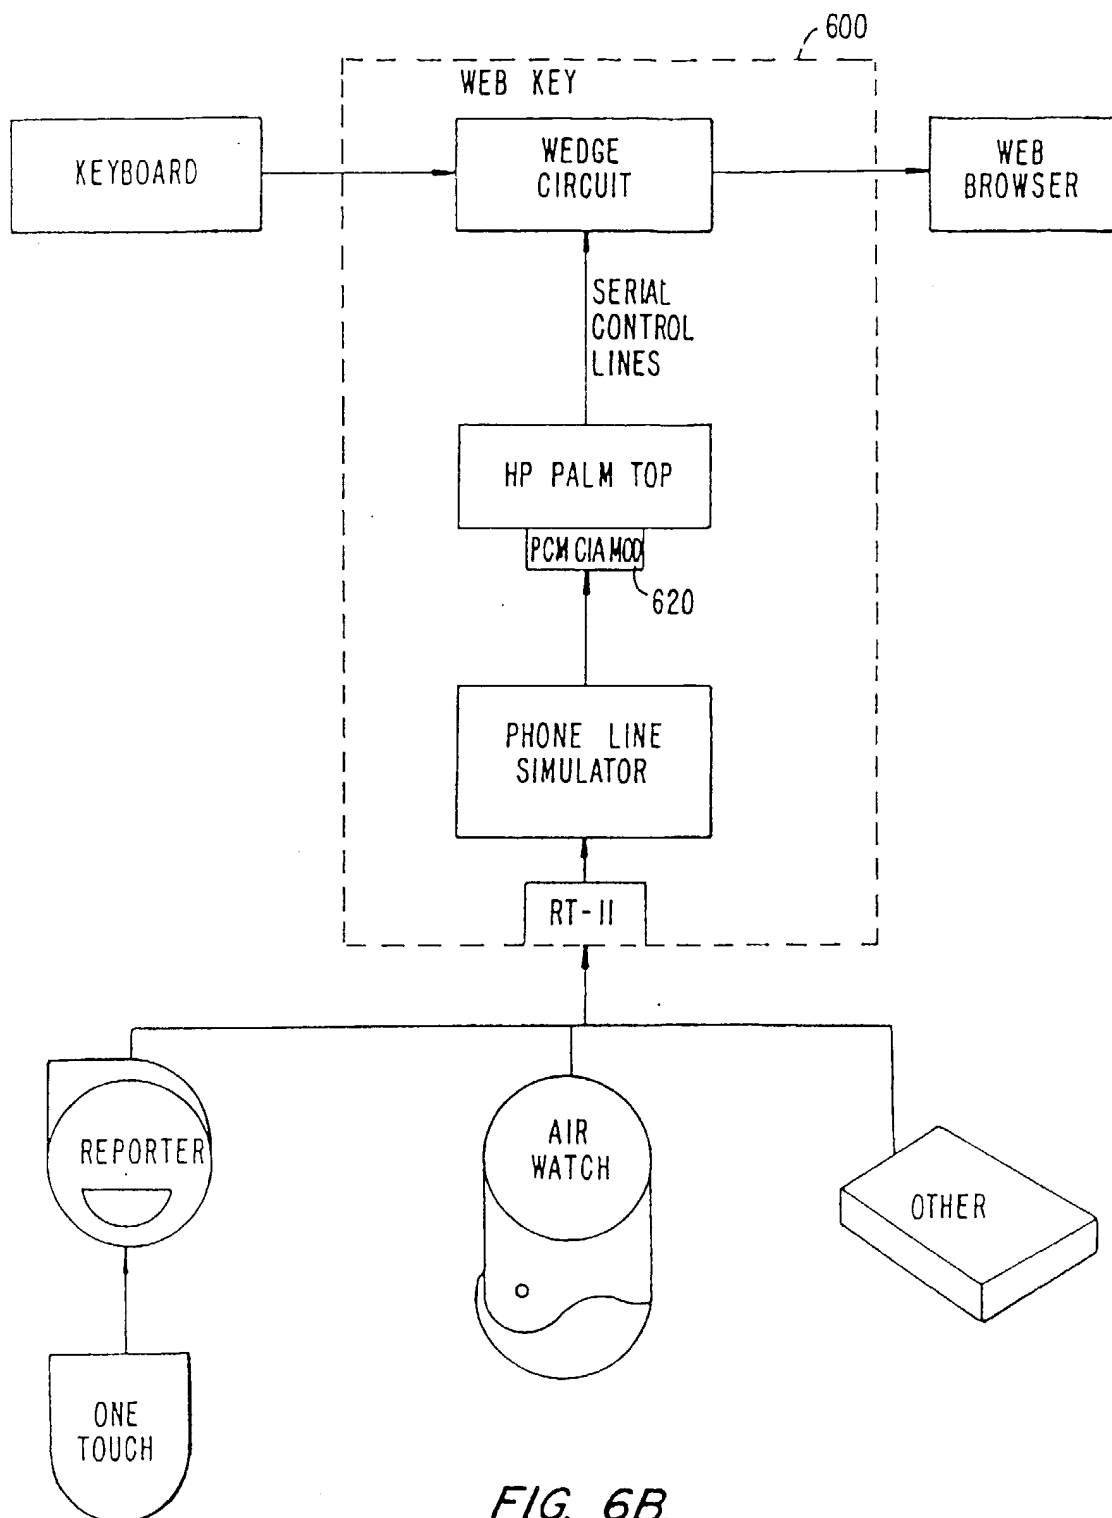 600
WEB KEY
KEYBOARD
WEDGE
CIRCUIT
WEB
BROWSER
SERIAL
CONTROL
LINES
HP PALM TOP
PCMCIA MOD
620
PHONE LINE
SIMULATOR
RT-11
REPORTER
AIR
WATCH
OTHER
ONE
TOUCH
FIG. 6B